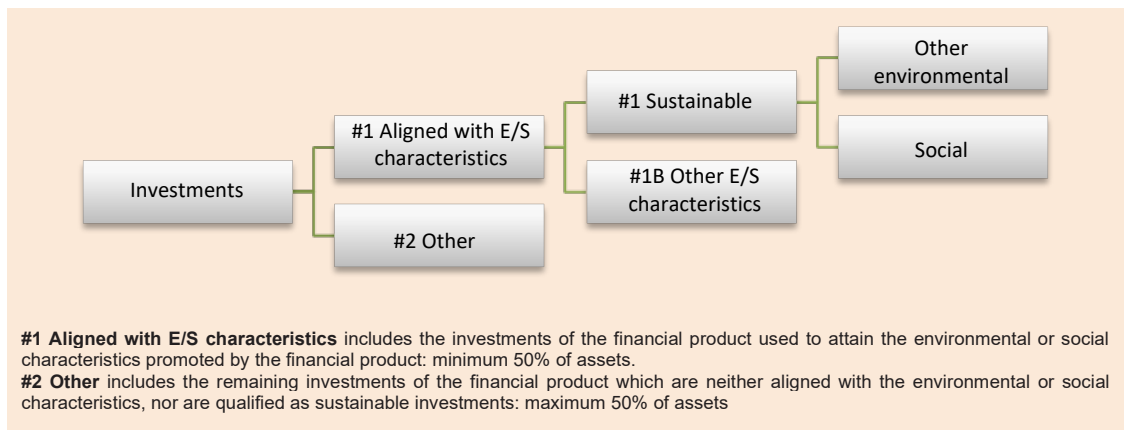 Other
environmental
#1 Sustainable
#1 Aligned with E/S
characteristics
Social
#1B Other E/S
characteristics
Investments
#2 Other
#1 Aligned with E/S characteristics includes the investments of the financial product used to attain the environmental or social
characteristics promoted by the financial product: minimum 50% of assets.
#2 Other includes the remaining investments of the financial product which are neither aligned with the environmental or social
characteristics, nor are qualified as sustainable investments: maximum 50% of assets